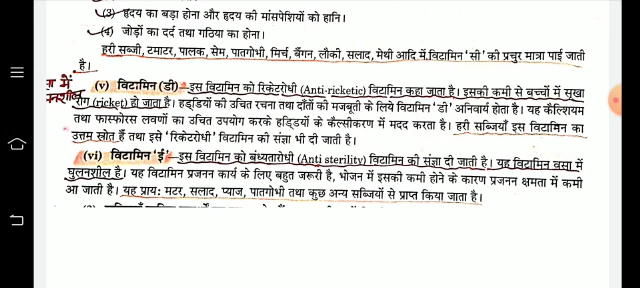 (3) हृदय का बड़ा होना और हृदय की मांसपेशियों को हानि।
(4) जोड़ों का दर्द तथा गठिया का होना।
हरी सब्जी, टमाटर, पालक, सेम, पातगोभी, मिर्च, बैंगन, लौकी, सलाद, मेथी आदि में विटामिन 'सी' की प्रचुर मात्रा पाई जाती
है।
(v) विटामिन (डी)– इस विटामिन को रिकेटरोधी (Anti-ricketic) विटामिन कहा जाता है। इसकी कमी से बच्चों में सुखा
रोग (ricket) हो जाता है। हड्डियों की उचित रचना तथा दाँतों की मजबूती के लिये विटामिन 'डी' अनिवार्य होता है। यह कैल्शियम
तथा फास्फोरस लवणों का उचित उपयोग करके हड्डियों के कैल्सीकरण में मदद करता है। हरी सब्जियाँ इस विटामिन का
उत्तम स्रोत हैं तथा इसे 'रिकेटरोधी' विटामिन की संज्ञा भी दी जाती है।
(vi) विटामिन 'ई'– इस विटामिन को बंध्यतारोधी (Anti sterility) विटामिन की संज्ञा दी जाती है। यह विटामिन वसा में
घुलनशील है। यह विटामिन प्रजनन कार्य के लिए बहुत जरूरी है, भोजन में इसकी कमी होने के कारण प्रजनन क्षमता में कमी
आ जाती है। यह प्राय: मटर, सलाद, प्याज, पातगोभी तथा कुछ अन्य सब्जियों से प्राप्त किया जाता है।